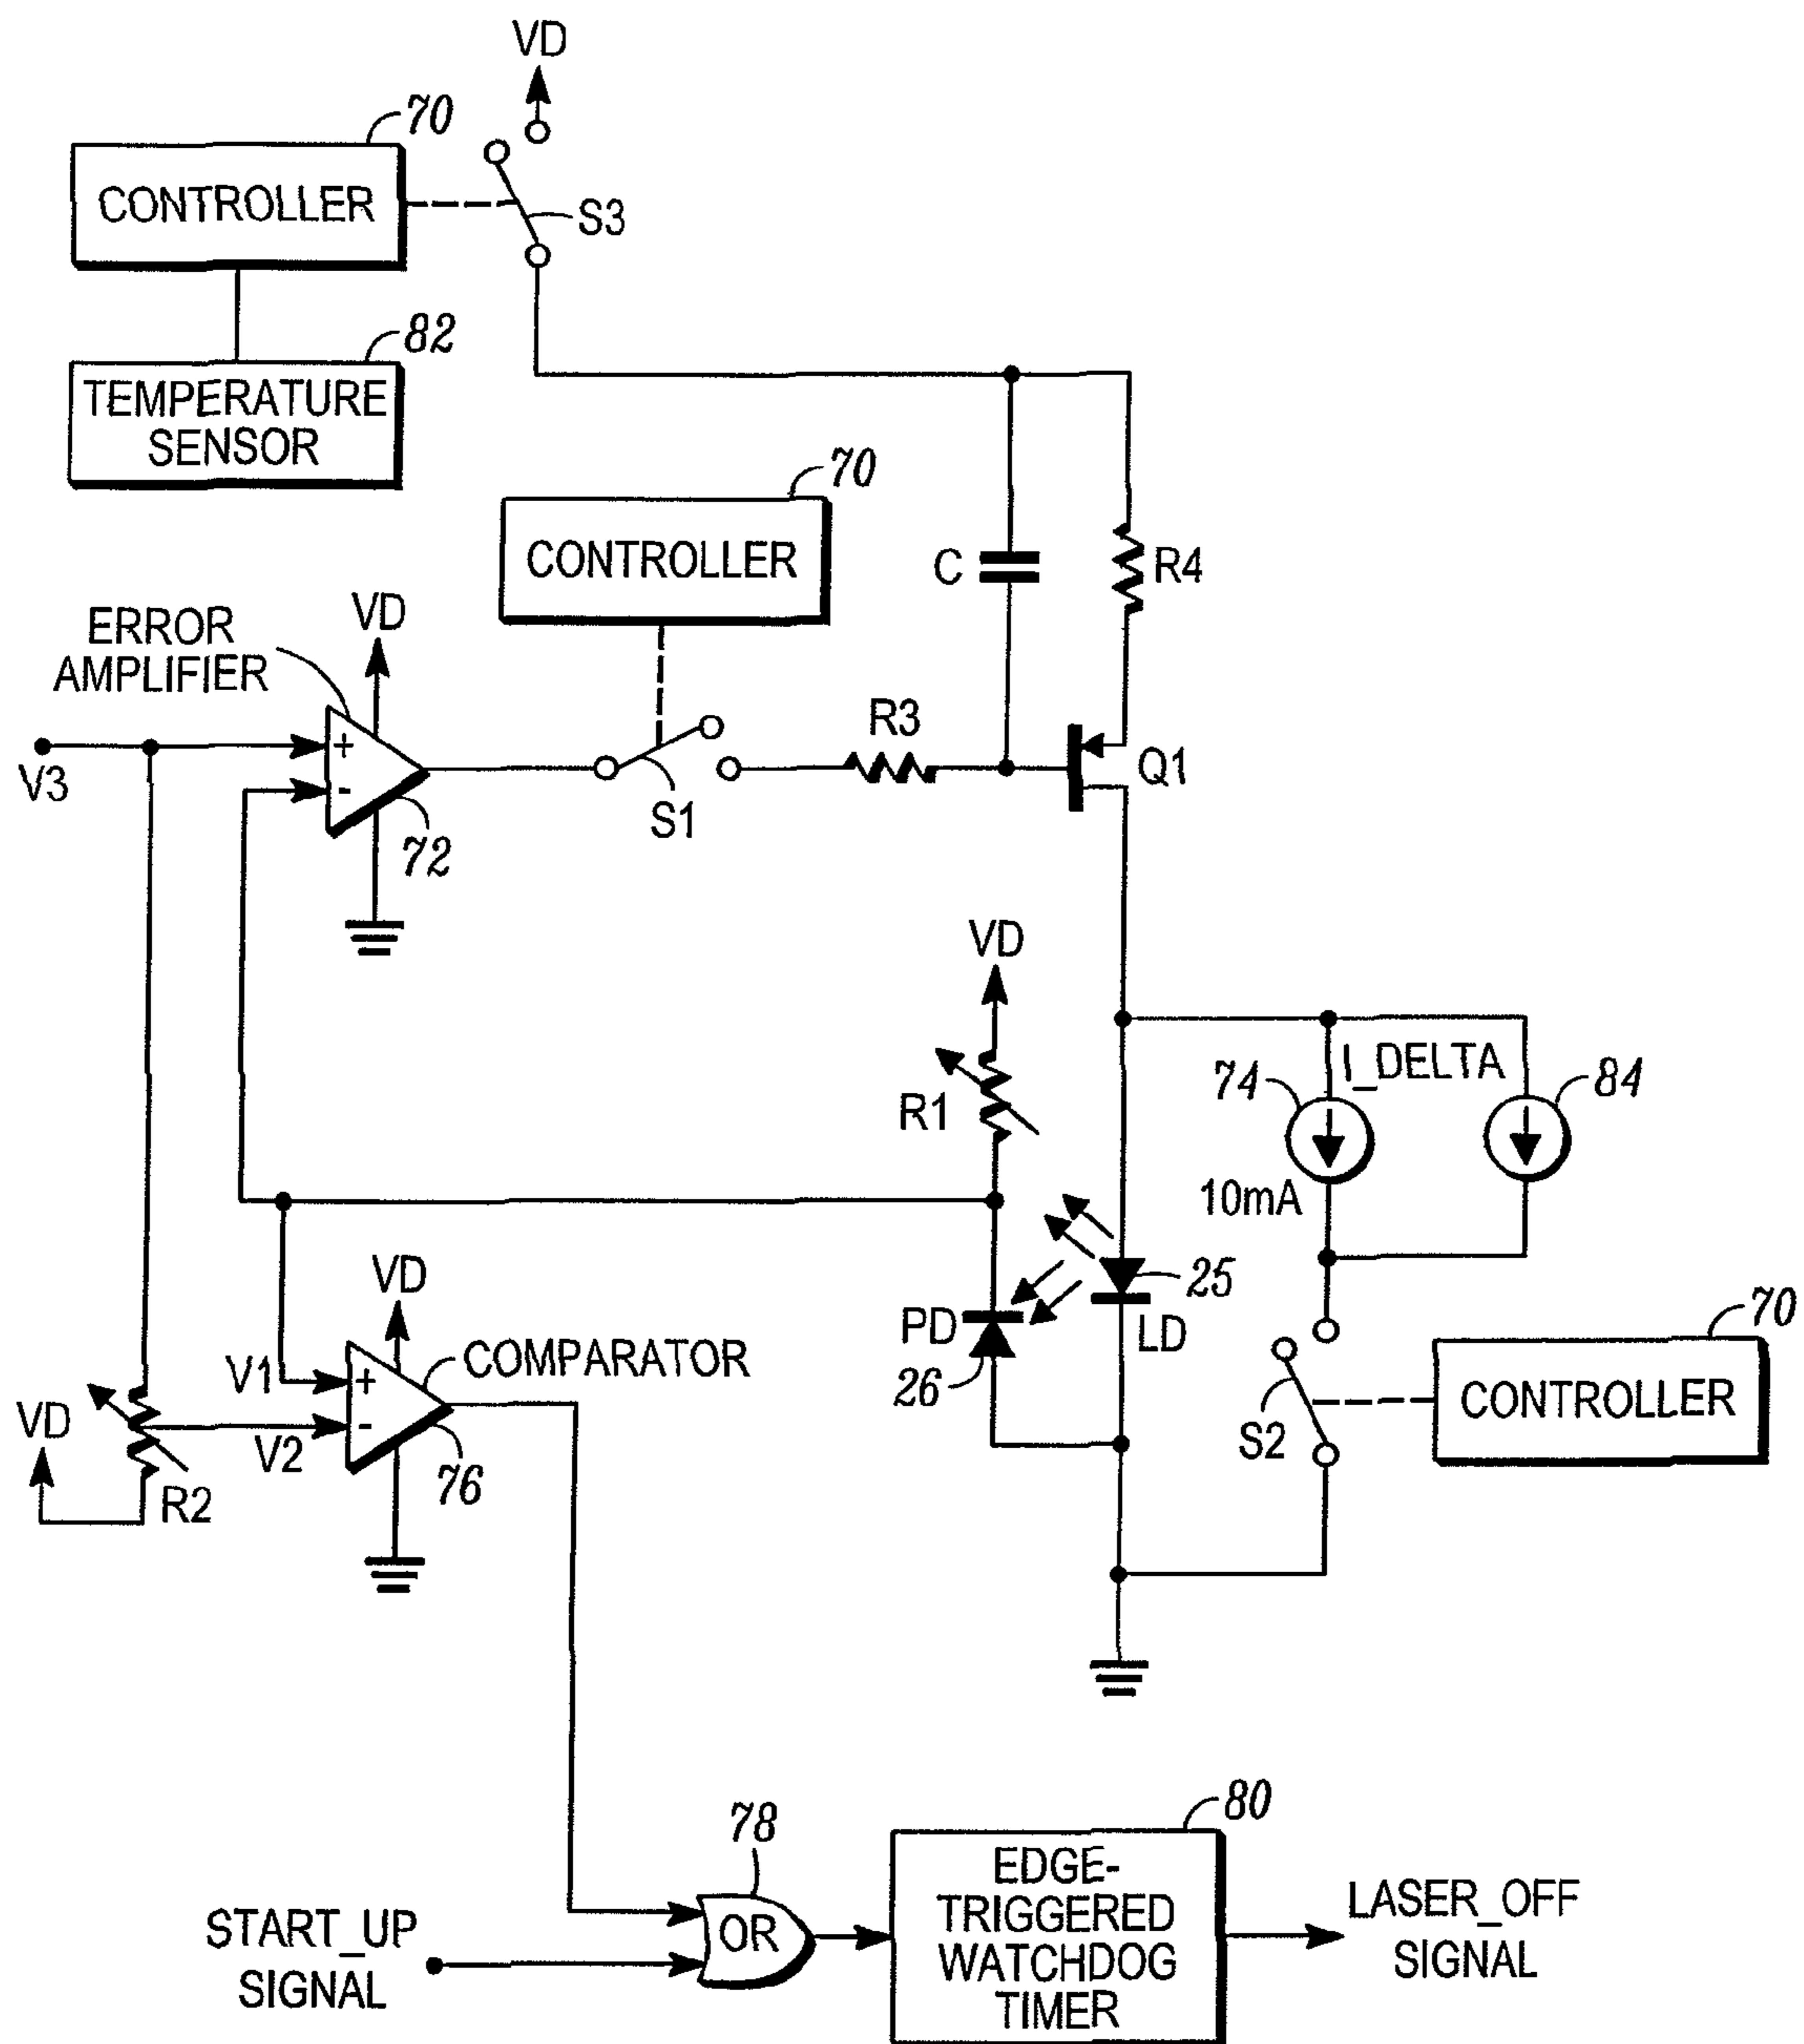 VD
70
CONTROLLER
S3
82
TEMPERATURE
SENSOR
70
CONTROLLER
C
R4
ERROR
AMPLIFIER
VD
V3
+
-
72
S1
R3
Q1
VD
R1
74
I_DELTA
84
10mA
PD
26
25
LD
70
CONTROLLER
S2
VD
COMPARATOR
V1
+
-
V2
76
VD
R2
78
OR
START_UP
SIGNAL
80
EDGE-
TRIGGERED
WATCHDOG
TIMER
LASER_OFF
SIGNAL